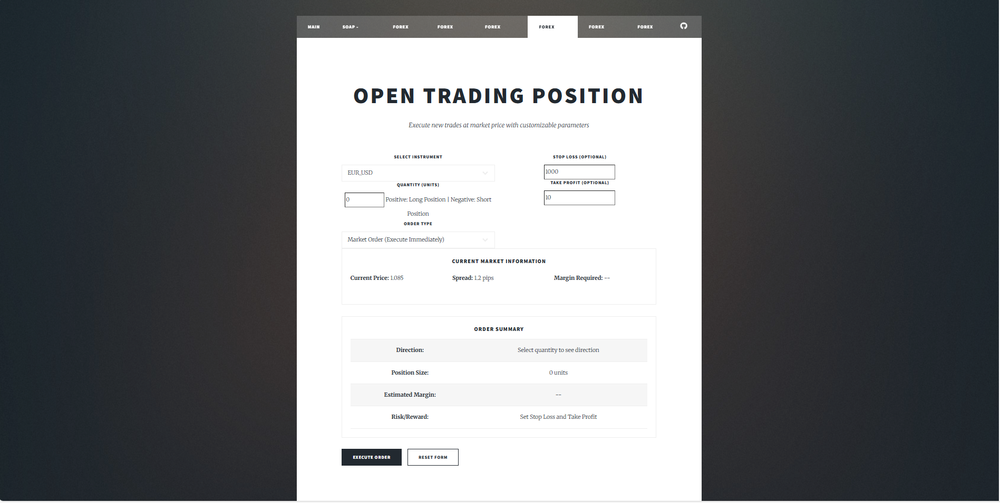 MAIN SOAP - FOREX FOREX FOREX FOREX FOREX FOREX
OPEN TRADING POSITION
Execute new trades at market price with customizable parameters
SELECT INSTRUMENT
EUR_USD
QUANTITY (UNITS)
0 Positive: Long Position | Negative: Short
Position
ORDER TYPE
Market Order (Execute Immediately)
STOP LOSS (OPTIONAL)
1000
TAKE PROFIT (OPTIONAL)
10
CURRENT MARKET INFORMATION
Current Price: 1.085 Spread: 1.2 pips Margin Required: --
ORDER SUMMARY
Direction: Select quantity to see direction
Position Size: 0 units
Estimated Margin: --
Risk/Reward: Set Stop Loss and Take Profit
EXECUTE ORDER RESET FORM